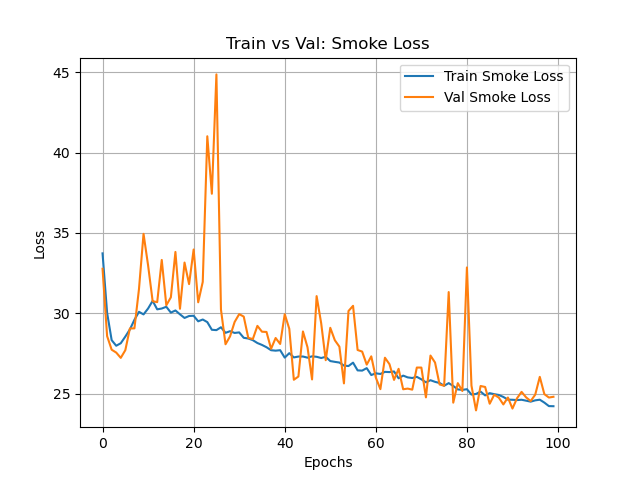 Train vs Val: Smoke Loss
Train Smoke Loss
Val Smoke Loss
45
40
35
30
25
Loss
0 20 40 60 80 100
Epochs